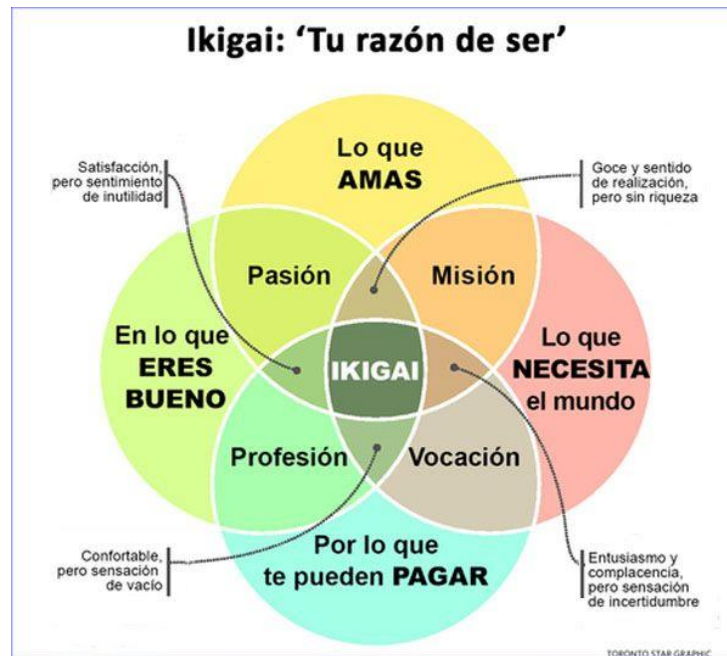 Ikigai: ‘Tu razón de ser’
Lo que
AMAS
Satisfacción,
pero sentimiento
de inutilidad
Goce y sentido
de realización,
pero sin riqueza
Pasión
Misión
En lo que
ERES
BUENO
IKIGAI
Lo que
NECESITA
el mundo
Profesión
Vocación
Por lo que
te pueden PAGAR
Confortable,
pero sensación
de vacío
Entusiasmo y
complacencia,
pero sensación
de incertidumbre
TORONTO STAR GRAPHIC